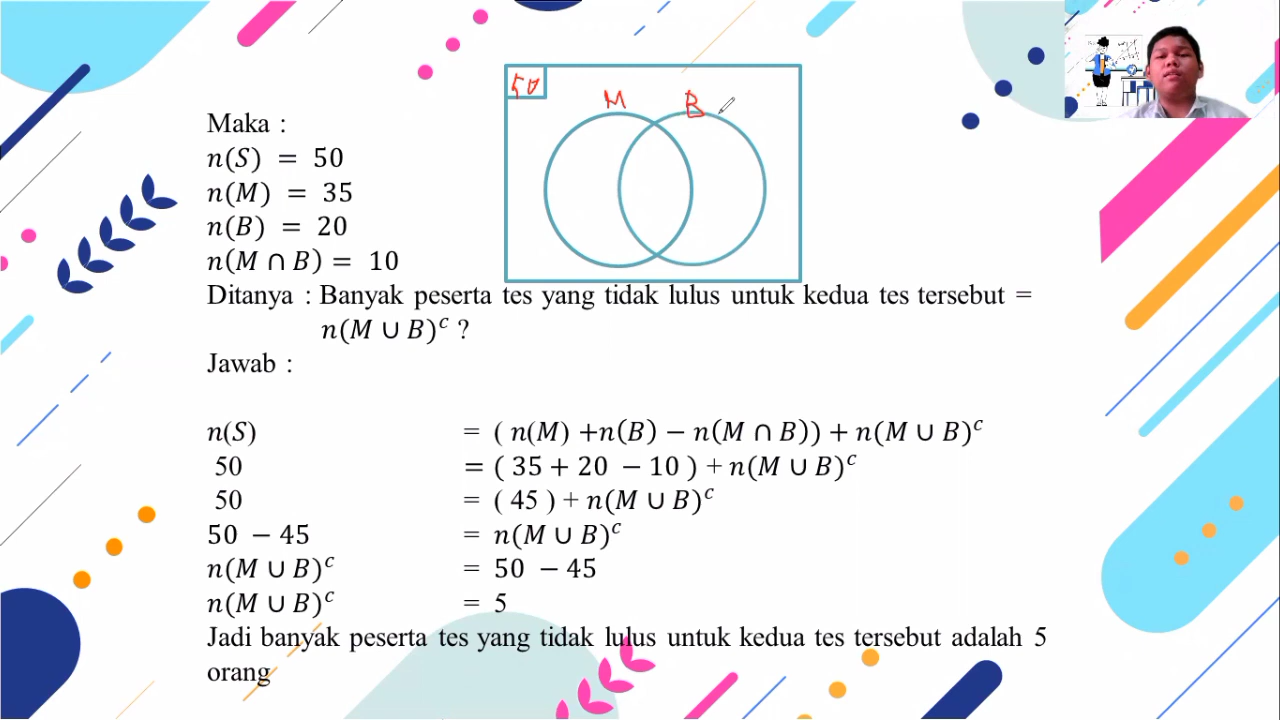 50
M B
Maka :
n(S) = 50
n(M) = 35
n(B) = 20
n(M ∩ B) = 10
Ditanya : Banyak peserta tes yang tidak lulus untuk kedua tes tersebut =
n(M ∪ B)ᶜ ?
Jawab :
n(S) = ( n(M) +n(B) − n(M ∩ B)) + n(M ∪ B)ᶜ
50 = ( 35 + 20 − 10 ) + n(M ∪ B)ᶜ
50 = ( 45 ) + n(M ∪ B)ᶜ
50 − 45 = n(M ∪ B)ᶜ
n(M ∪ B)ᶜ = 50 − 45
n(M ∪ B)ᶜ = 5
Jadi banyak peserta tes yang tidak lulus untuk kedua tes tersebut adalah 5
orang